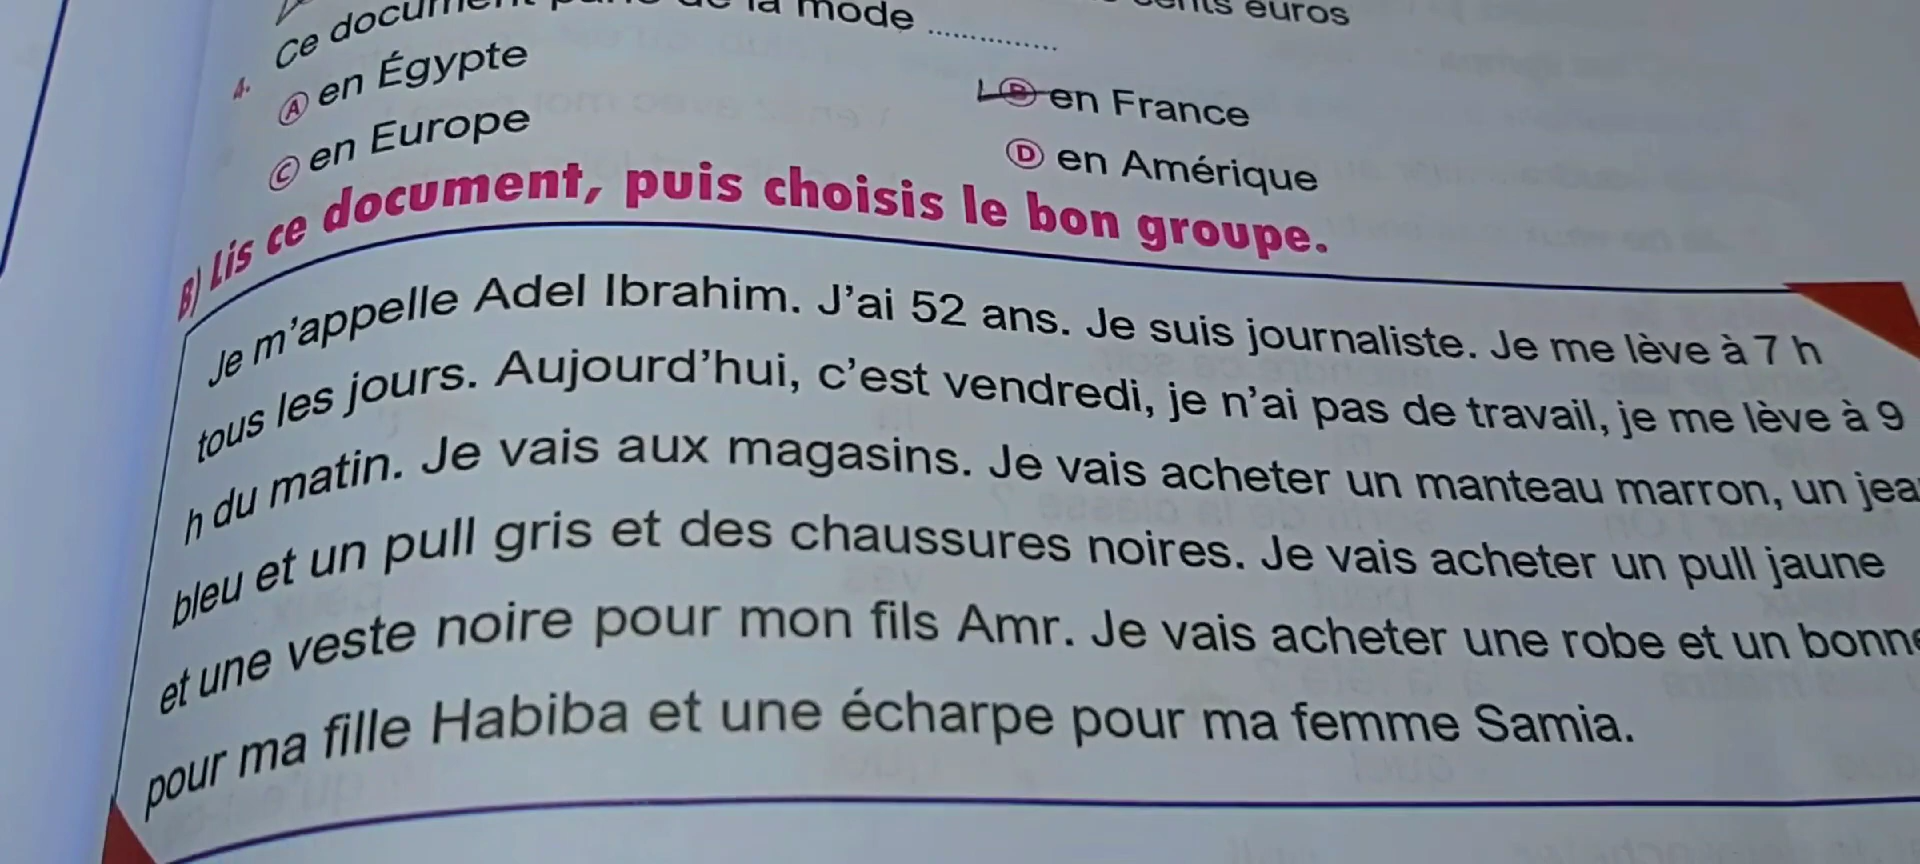 Ce document de la mode ..............
euros
4.
A en Égypte
B en France
C en Europe
D en Amérique
B) Lis ce document, puis choisis le bon groupe.
Je m'appelle Adel Ibrahim. J'ai 52 ans. Je suis journaliste. Je me lève à 7 h
tous les jours. Aujourd'hui, c'est vendredi, je n'ai pas de travail, je me lève à 9
h du matin. Je vais aux magasins. Je vais acheter un manteau marron, un
bleu et un pull gris et des chaussures noires. Je vais acheter un pull jaune
et une veste noire pour mon fils Amr. Je vais acheter une robe et un
pour ma fille Habiba et une écharpe pour ma femme Samia.